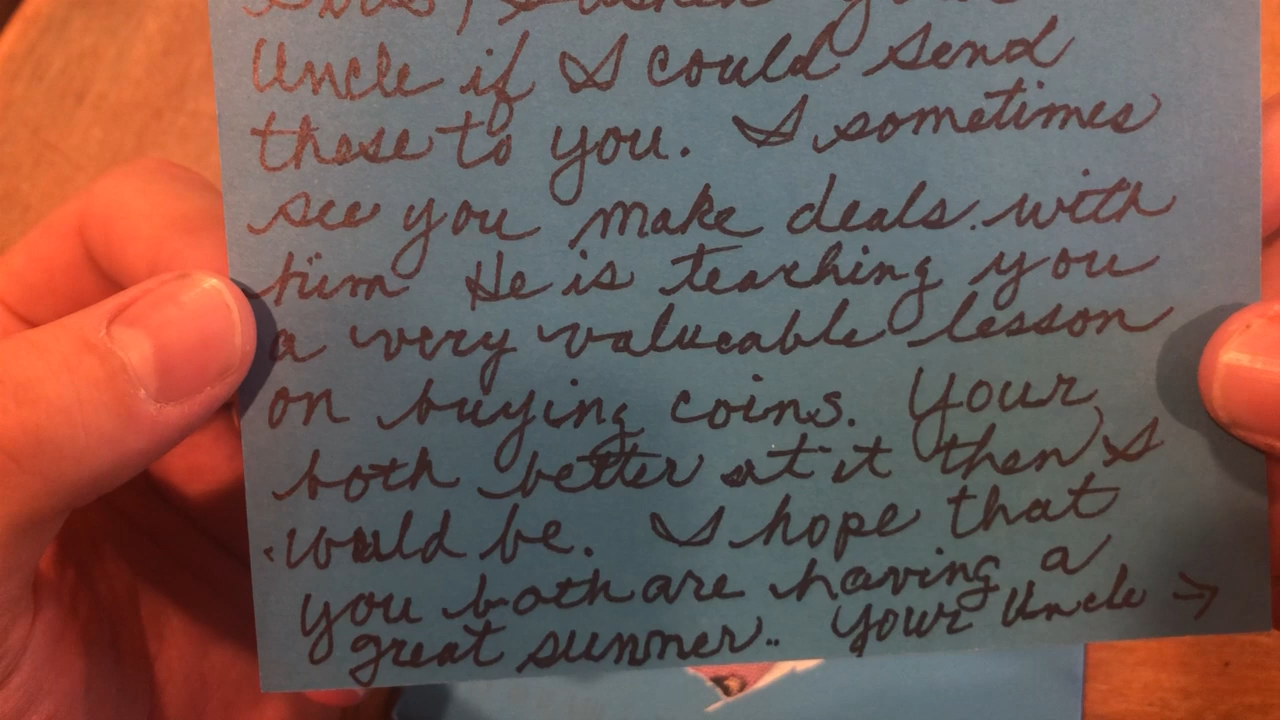 your
Uncle if I could send
these to you. I sometimes
see you make deals with
him He is teaching you
a very valueable lesson
on buying coins. Your
both better at it then I
would be. I hope that
you both are having a
great summer.. Your Uncle →